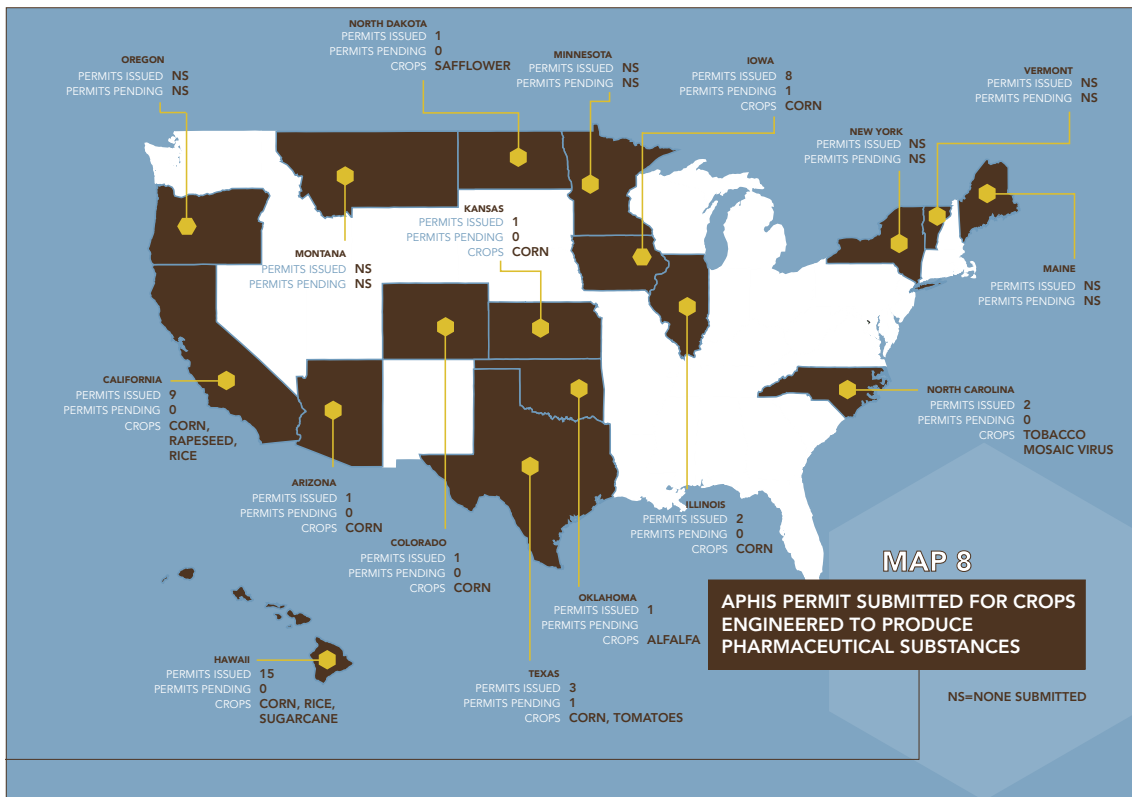 NORTH DAKOTA
PERMITS ISSUED 1
PERMITS PENDING 0
CROPS SAFFLOWER
OREGON
PERMITS ISSUED NS
PERMITS PENDING NS
MINNESOTA
PERMITS ISSUED NS
PERMITS PENDING NS
IOWA
PERMITS ISSUED 8
PERMITS PENDING 1
CROPS CORN
VERMONT
PERMITS ISSUED NS
PERMITS PENDING NS
NEW YORK
PERMITS ISSUED NS
PERMITS PENDING NS
KANSAS
PERMITS ISSUED 1
PERMITS PENDING 0
CROPS CORN
MONTANA
PERMITS ISSUED NS
PERMITS PENDING NS
MAINE
PERMITS ISSUED NS
PERMITS PENDING NS
CALIFORNIA
PERMITS ISSUED 9
PERMITS PENDING 0
CROPS CORN,
RAPESEED,
RICE
NORTH CAROLINA
PERMITS ISSUED 2
PERMITS PENDING 0
CROPS TOBACCO
MOSAIC VIRUS
ARIZONA
PERMITS ISSUED 1
PERMITS PENDING 0
CROPS CORN
ILLINOIS
PERMITS ISSUED 2
PERMITS PENDING 0
CROPS CORN
COLORADO
PERMITS ISSUED 1
PERMITS PENDING 0
CROPS CORN
OKLAHOMA
PERMITS ISSUED 1
PERMITS PENDING
CROPS ALFALFA
HAWAII
PERMITS ISSUED 15
PERMITS PENDING 0
CROPS CORN, RICE,
SUGARCANE
TEXAS
PERMITS ISSUED 3
PERMITS PENDING 1
CROPS CORN, TOMATOES
MAP 8
APHIS PERMIT SUBMITTED FOR CROPS
ENGINEERED TO PRODUCE
PHARMACEUTICAL SUBSTANCES
NS=NONE SUBMITTED